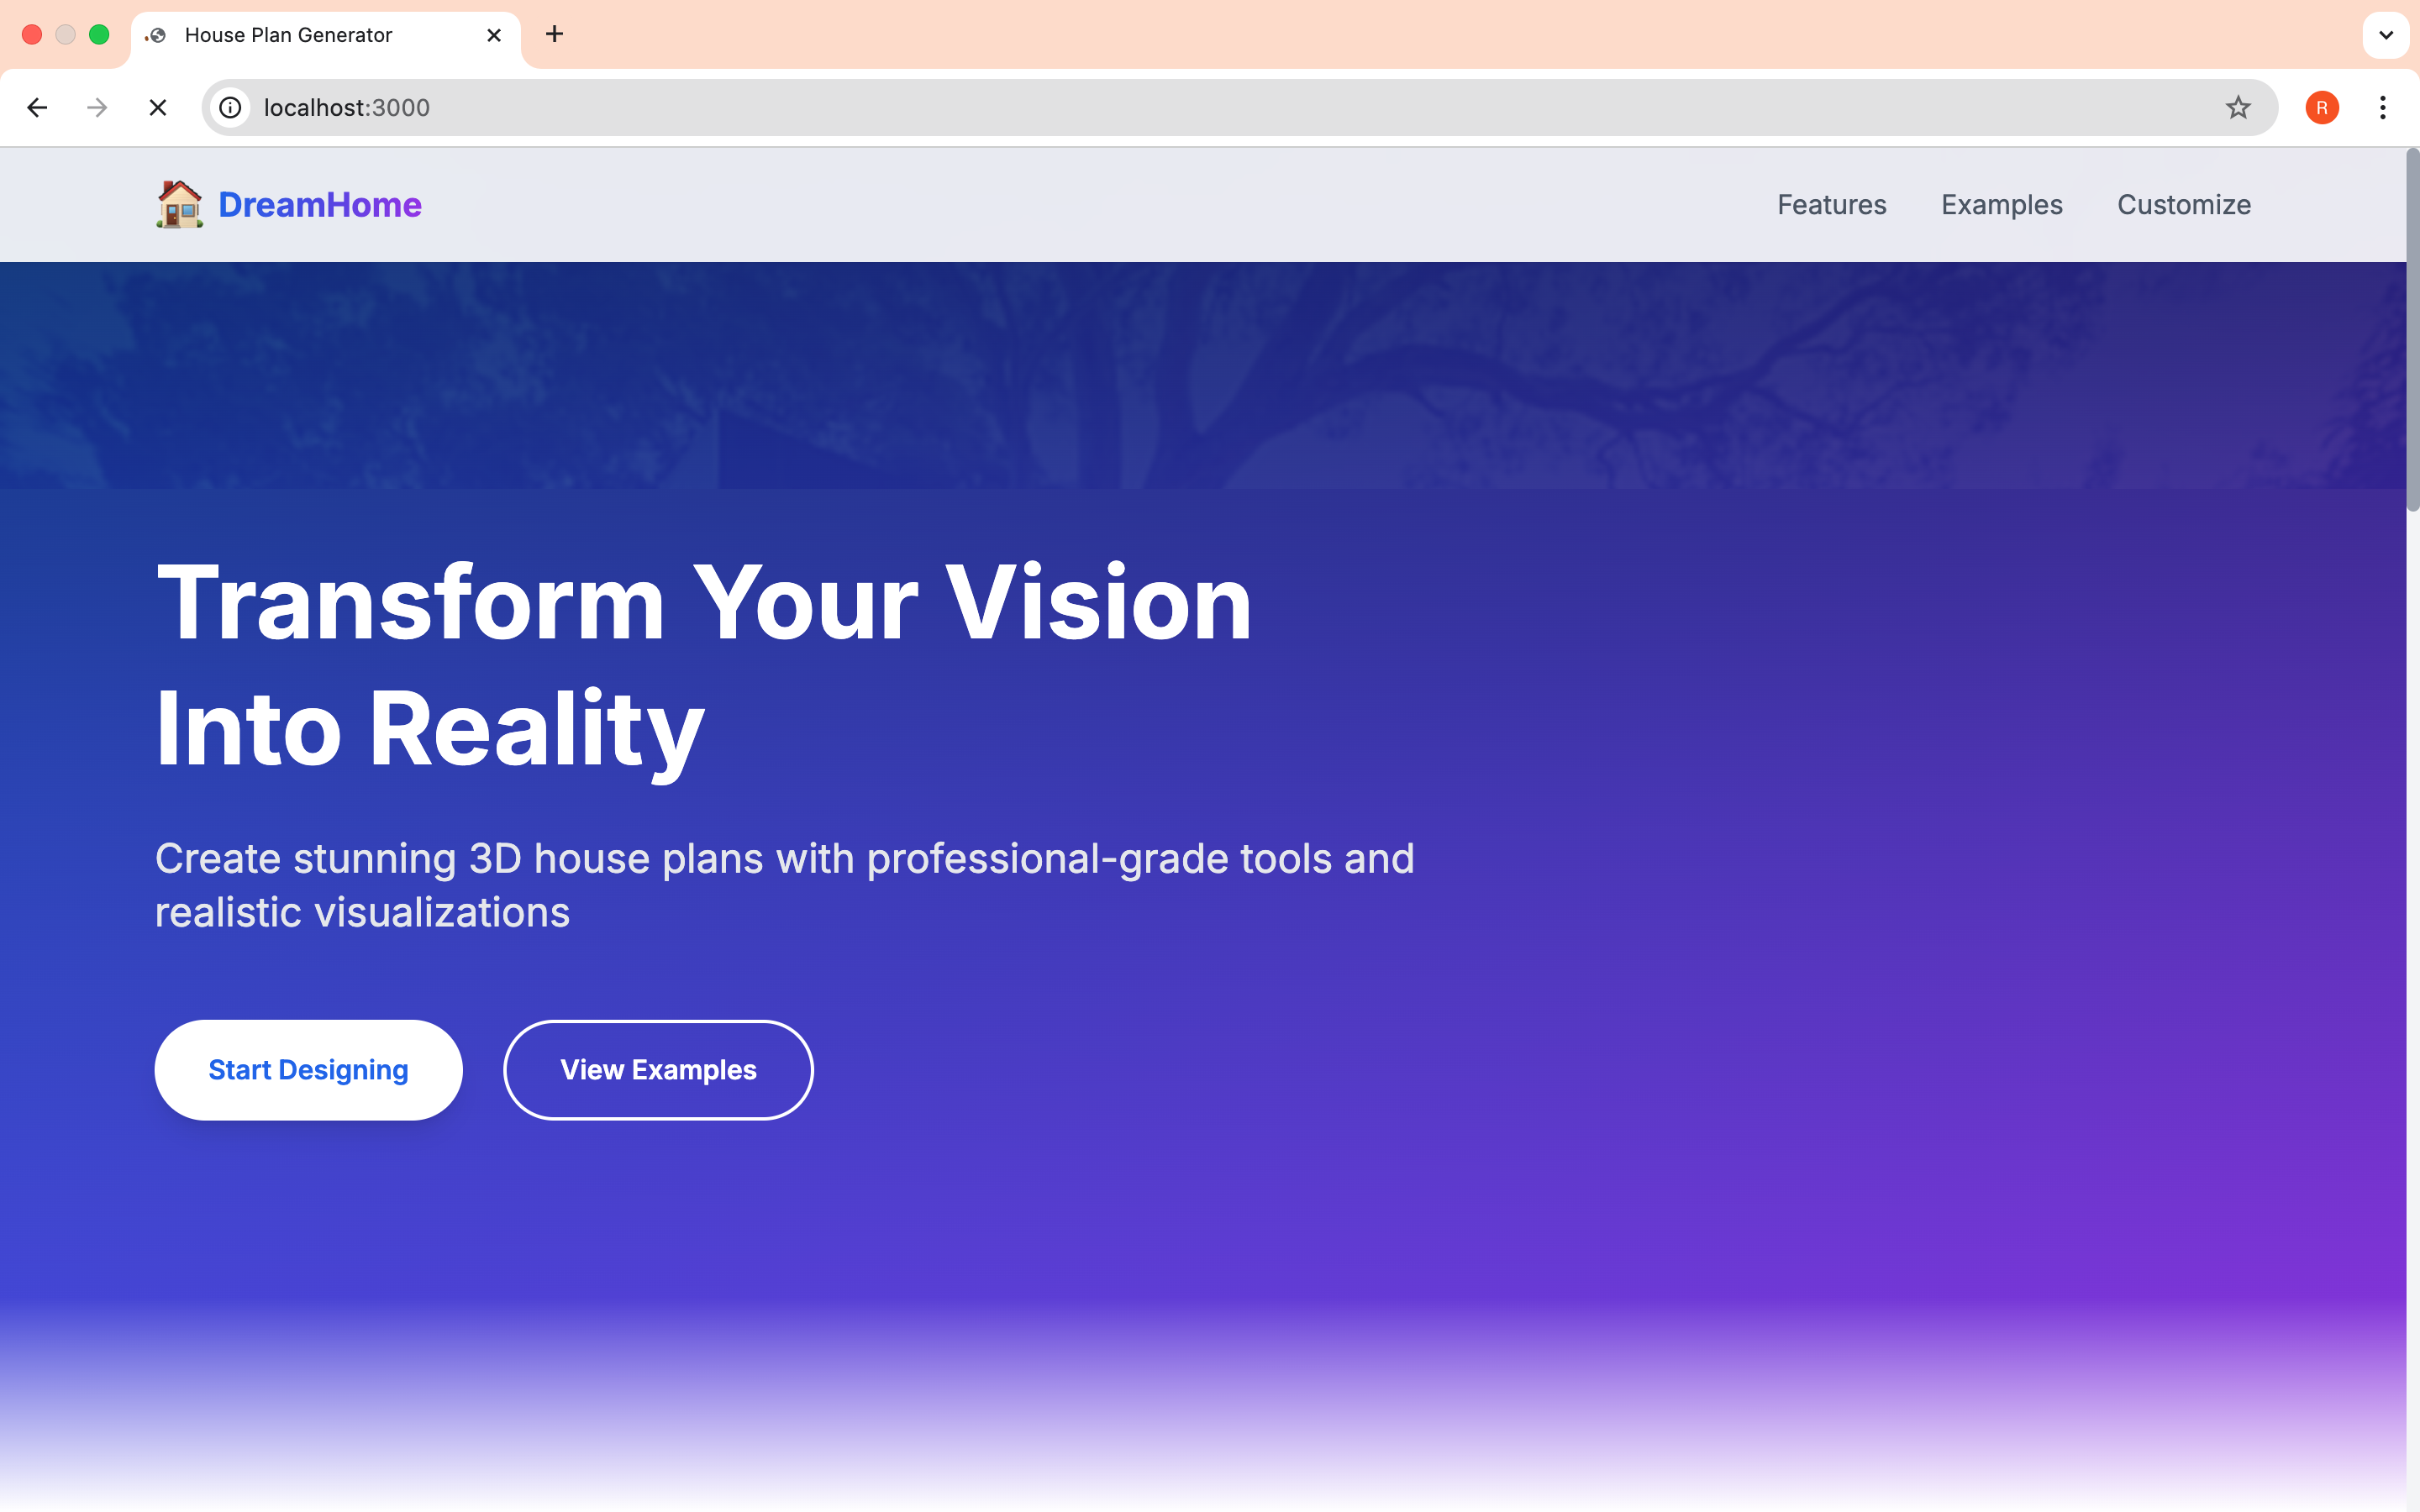 House Plan Generator
localhost:3000
R
DreamHome
Features
Examples
Customize
Transform Your Vision
Into Reality
Create stunning 3D house plans with professional-grade tools and
realistic visualizations
Start Designing
View Examples